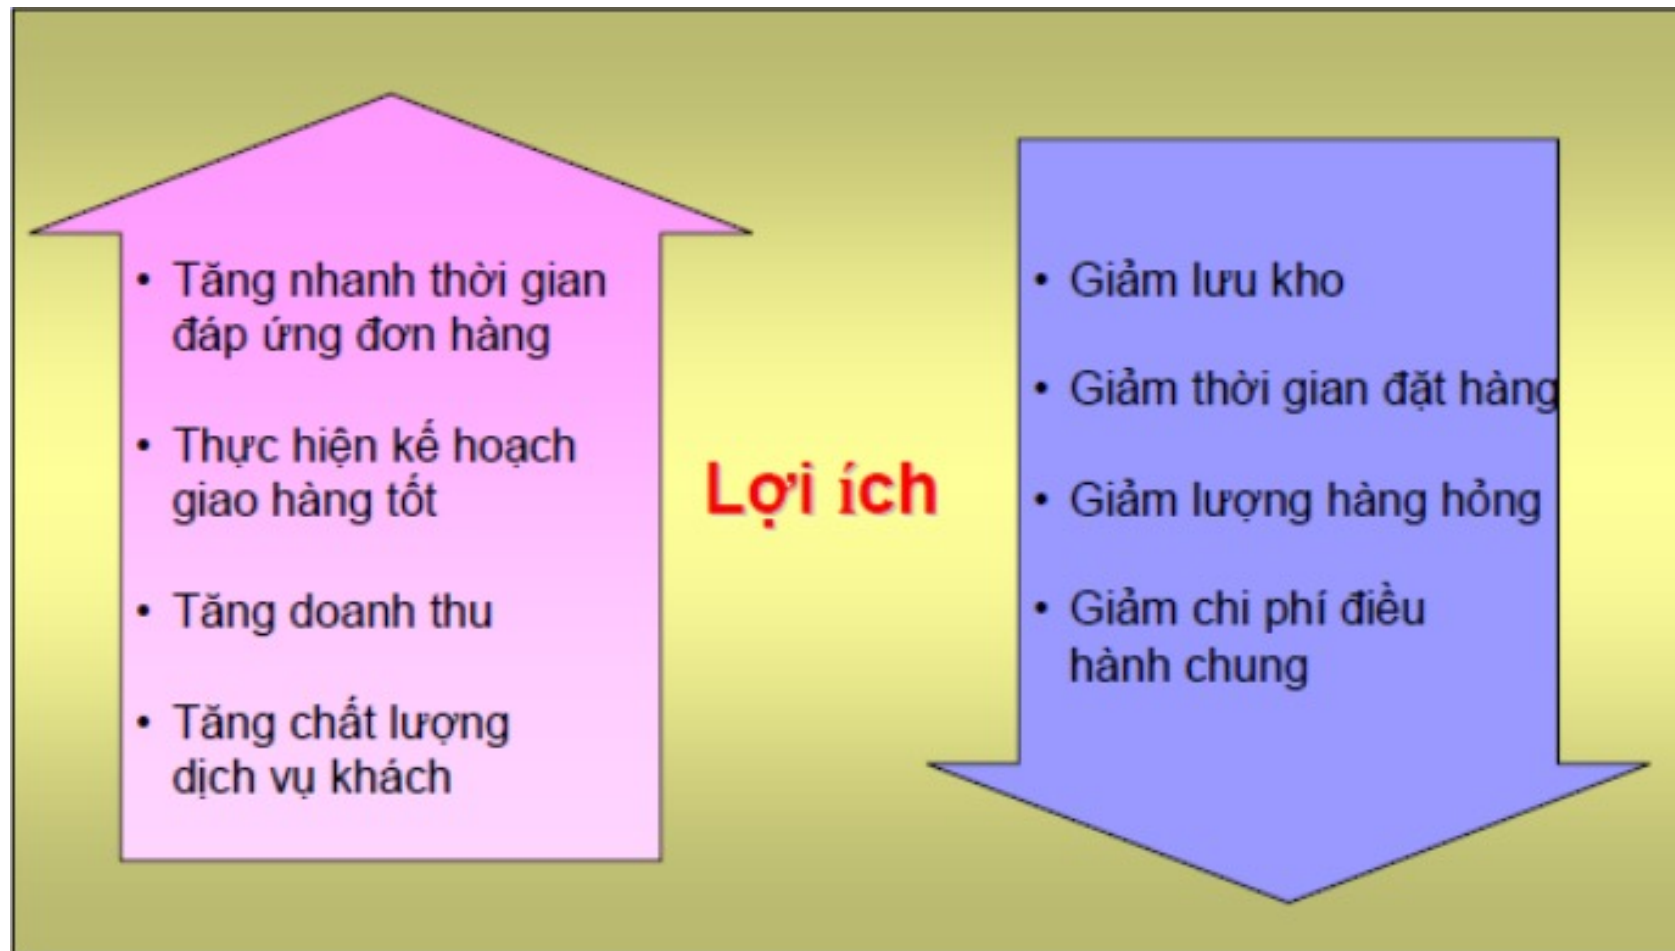 • Tăng nhanh thời gian
đáp ứng đơn hàng
• Thực hiện kế hoạch
giao hàng tốt
• Tăng doanh thu
• Tăng chất lượng
dịch vụ khách
Lợi ích
• Giảm lưu kho
• Giảm thời gian đặt hàng
• Giảm lượng hàng hỏng
• Giảm chi phí điều
hành chung